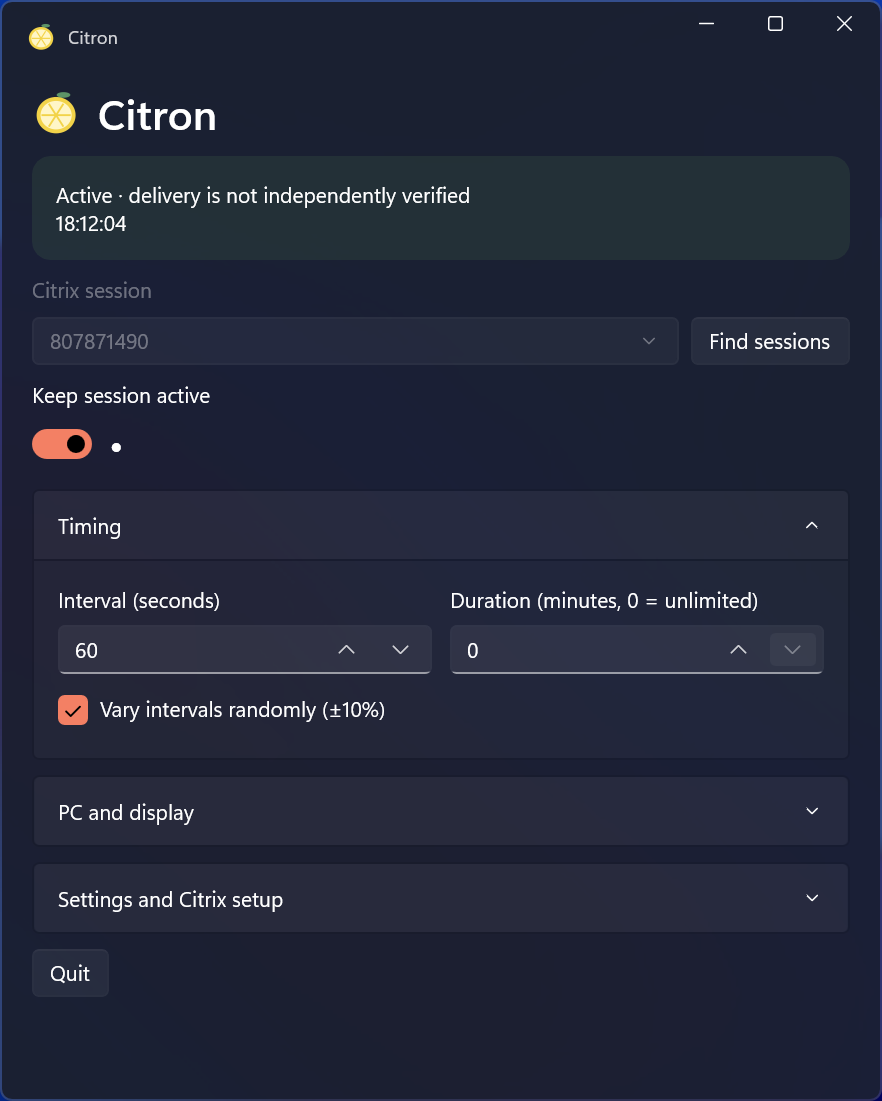 Citron
Citron
Active · delivery is not independently verified
18:12:04
Citrix session
807871490
Find sessions
Keep session active
Timing
Interval (seconds)
Duration (minutes, 0 = unlimited)
60
0
Vary intervals randomly (±10%)
PC and display
Settings and Citrix setup
Quit